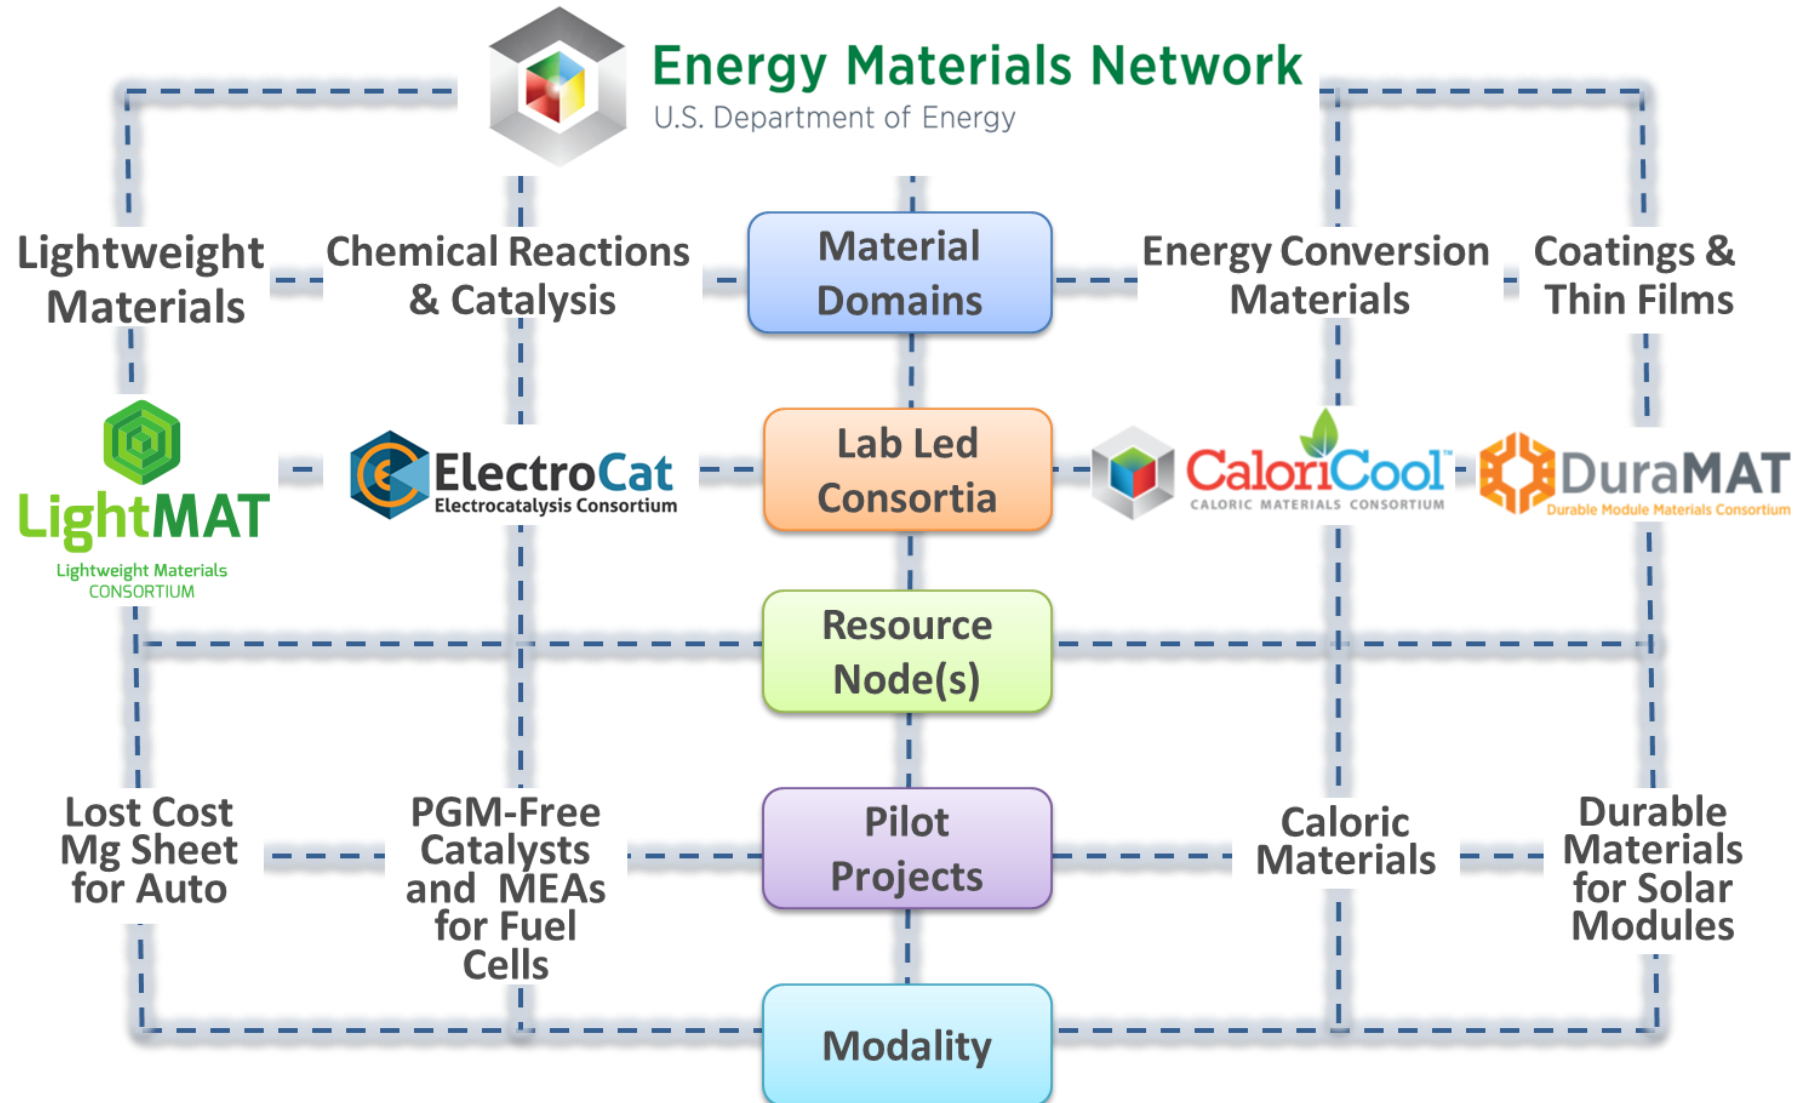 Energy Materials Network
U.S. Department of Energy
Lightweight
Materials
Chemical Reactions
& Catalysis
Material
Domains
Energy Conversion
Materials
Coatings &
Thin Films
LightMAT
Lightweight Materials
CONSORTIUM
ElectroCat
Electrocatalysis Consortium
Lab Led
Consortia
CaloriCool™
CALORIC MATERIALS CONSORTIUM
DuraMAT
Durable Module Materials Consortium
Resource
Node(s)
Lost Cost
Mg Sheet
for Auto
PGM-Free
Catalysts
and MEAs
for Fuel
Cells
Pilot
Projects
Caloric
Materials
Durable
Materials
for Solar
Modules
Modality